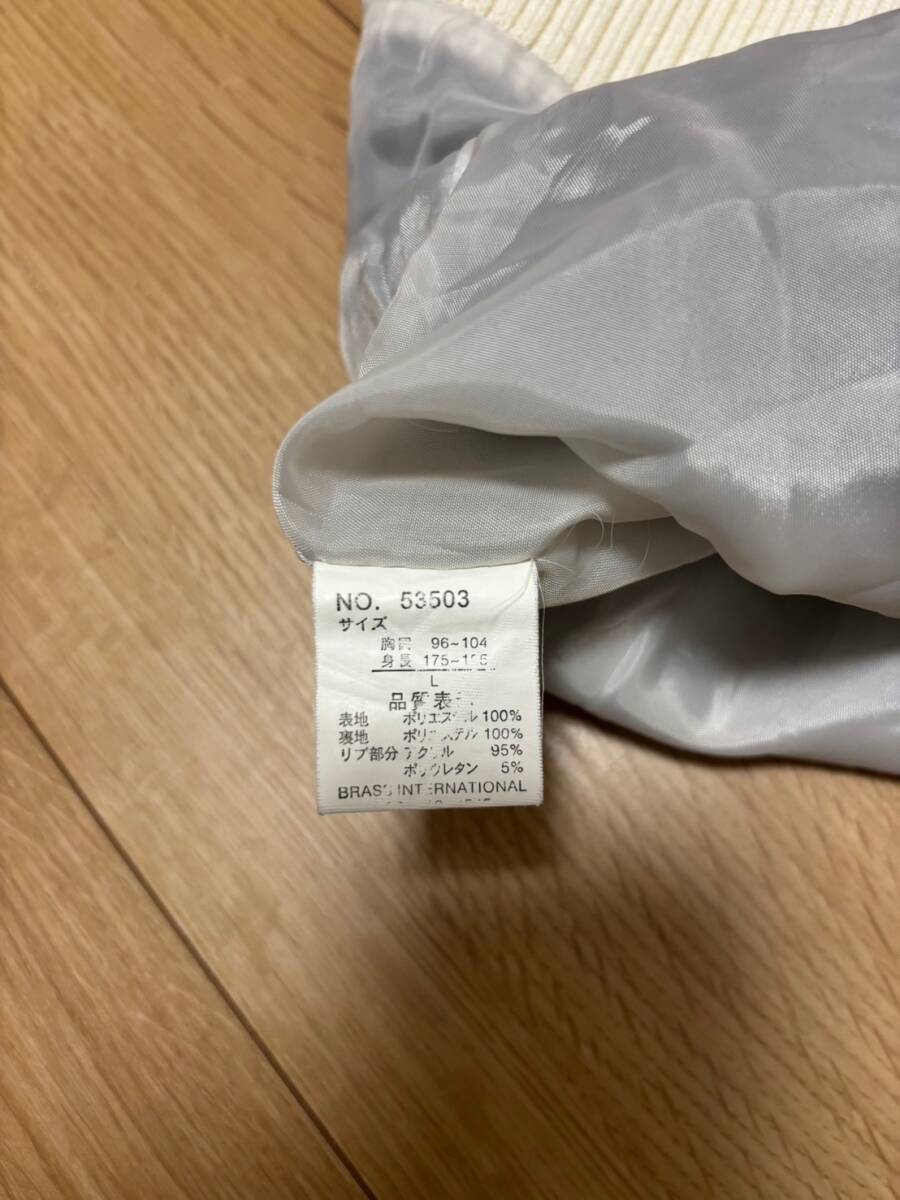 NO. 53503
サイズ
胸囲 96~104
身長 175~185
L
品質表示
表地 ポリエステル 100%
裏地 ポリエステル 100%
リブ部分 アクリル 95%
ポリウレタン 5%
BRASS INTERNATIONAL